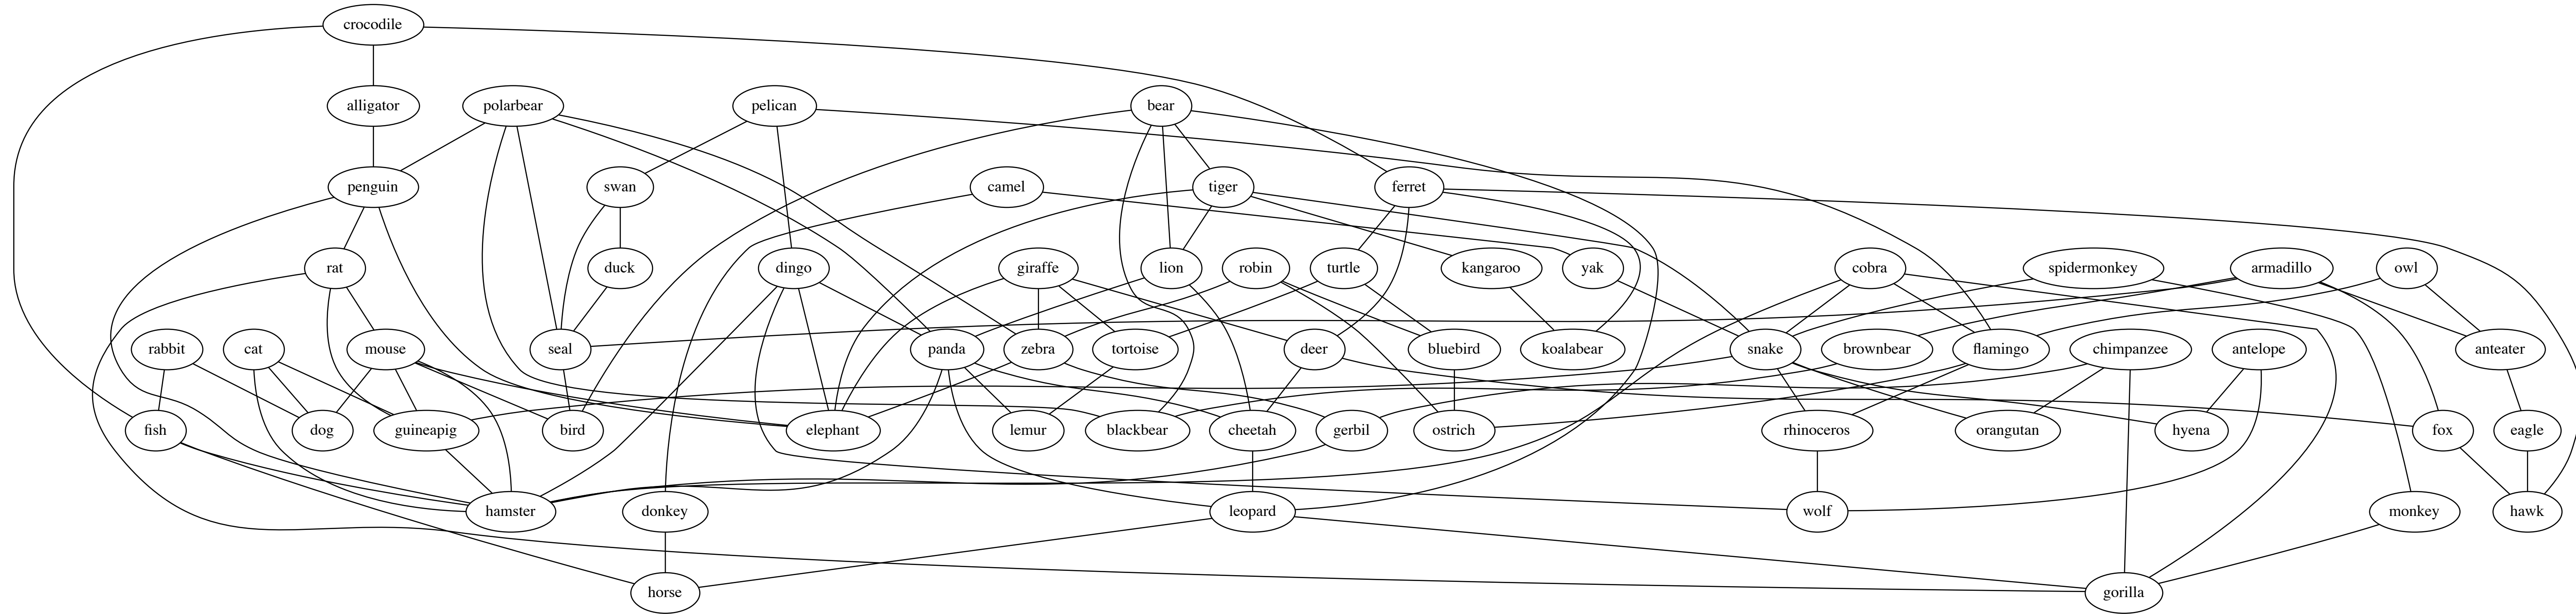 crocodile
alligator
polarbear
pelican
bear
penguin
swan
camel
tiger
ferret
rat
duck
dingo
giraffe
lion
robin
turtle
kangaroo
yak
cobra
spidermonkey
armadillo
owl
rabbit
cat
mouse
seal
panda
zebra
tortoise
deer
bluebird
koalabear
snake
brownbear
flamingo
chimpanzee
antelope
anteater
fish
dog
guineapig
bird
elephant
lemur
blackbear
cheetah
gerbil
ostrich
rhinoceros
orangutan
hyena
fox
eagle
hamster
donkey
leopard
wolf
monkey
hawk
horse
gorilla